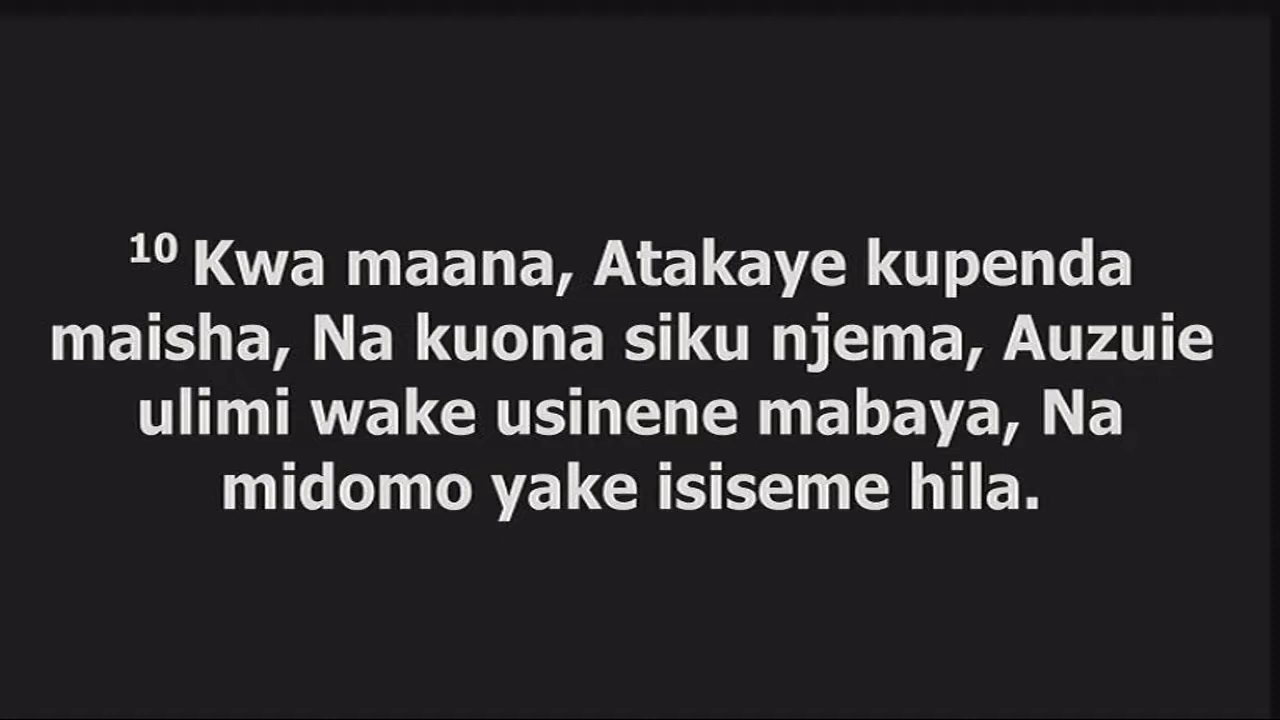 10 Kwa maana, Atakaye kupenda
maisha, Na kuona siku njema, Auzuie
ulimi wake usinene mabaya, Na
midomo yake isiseme hila.